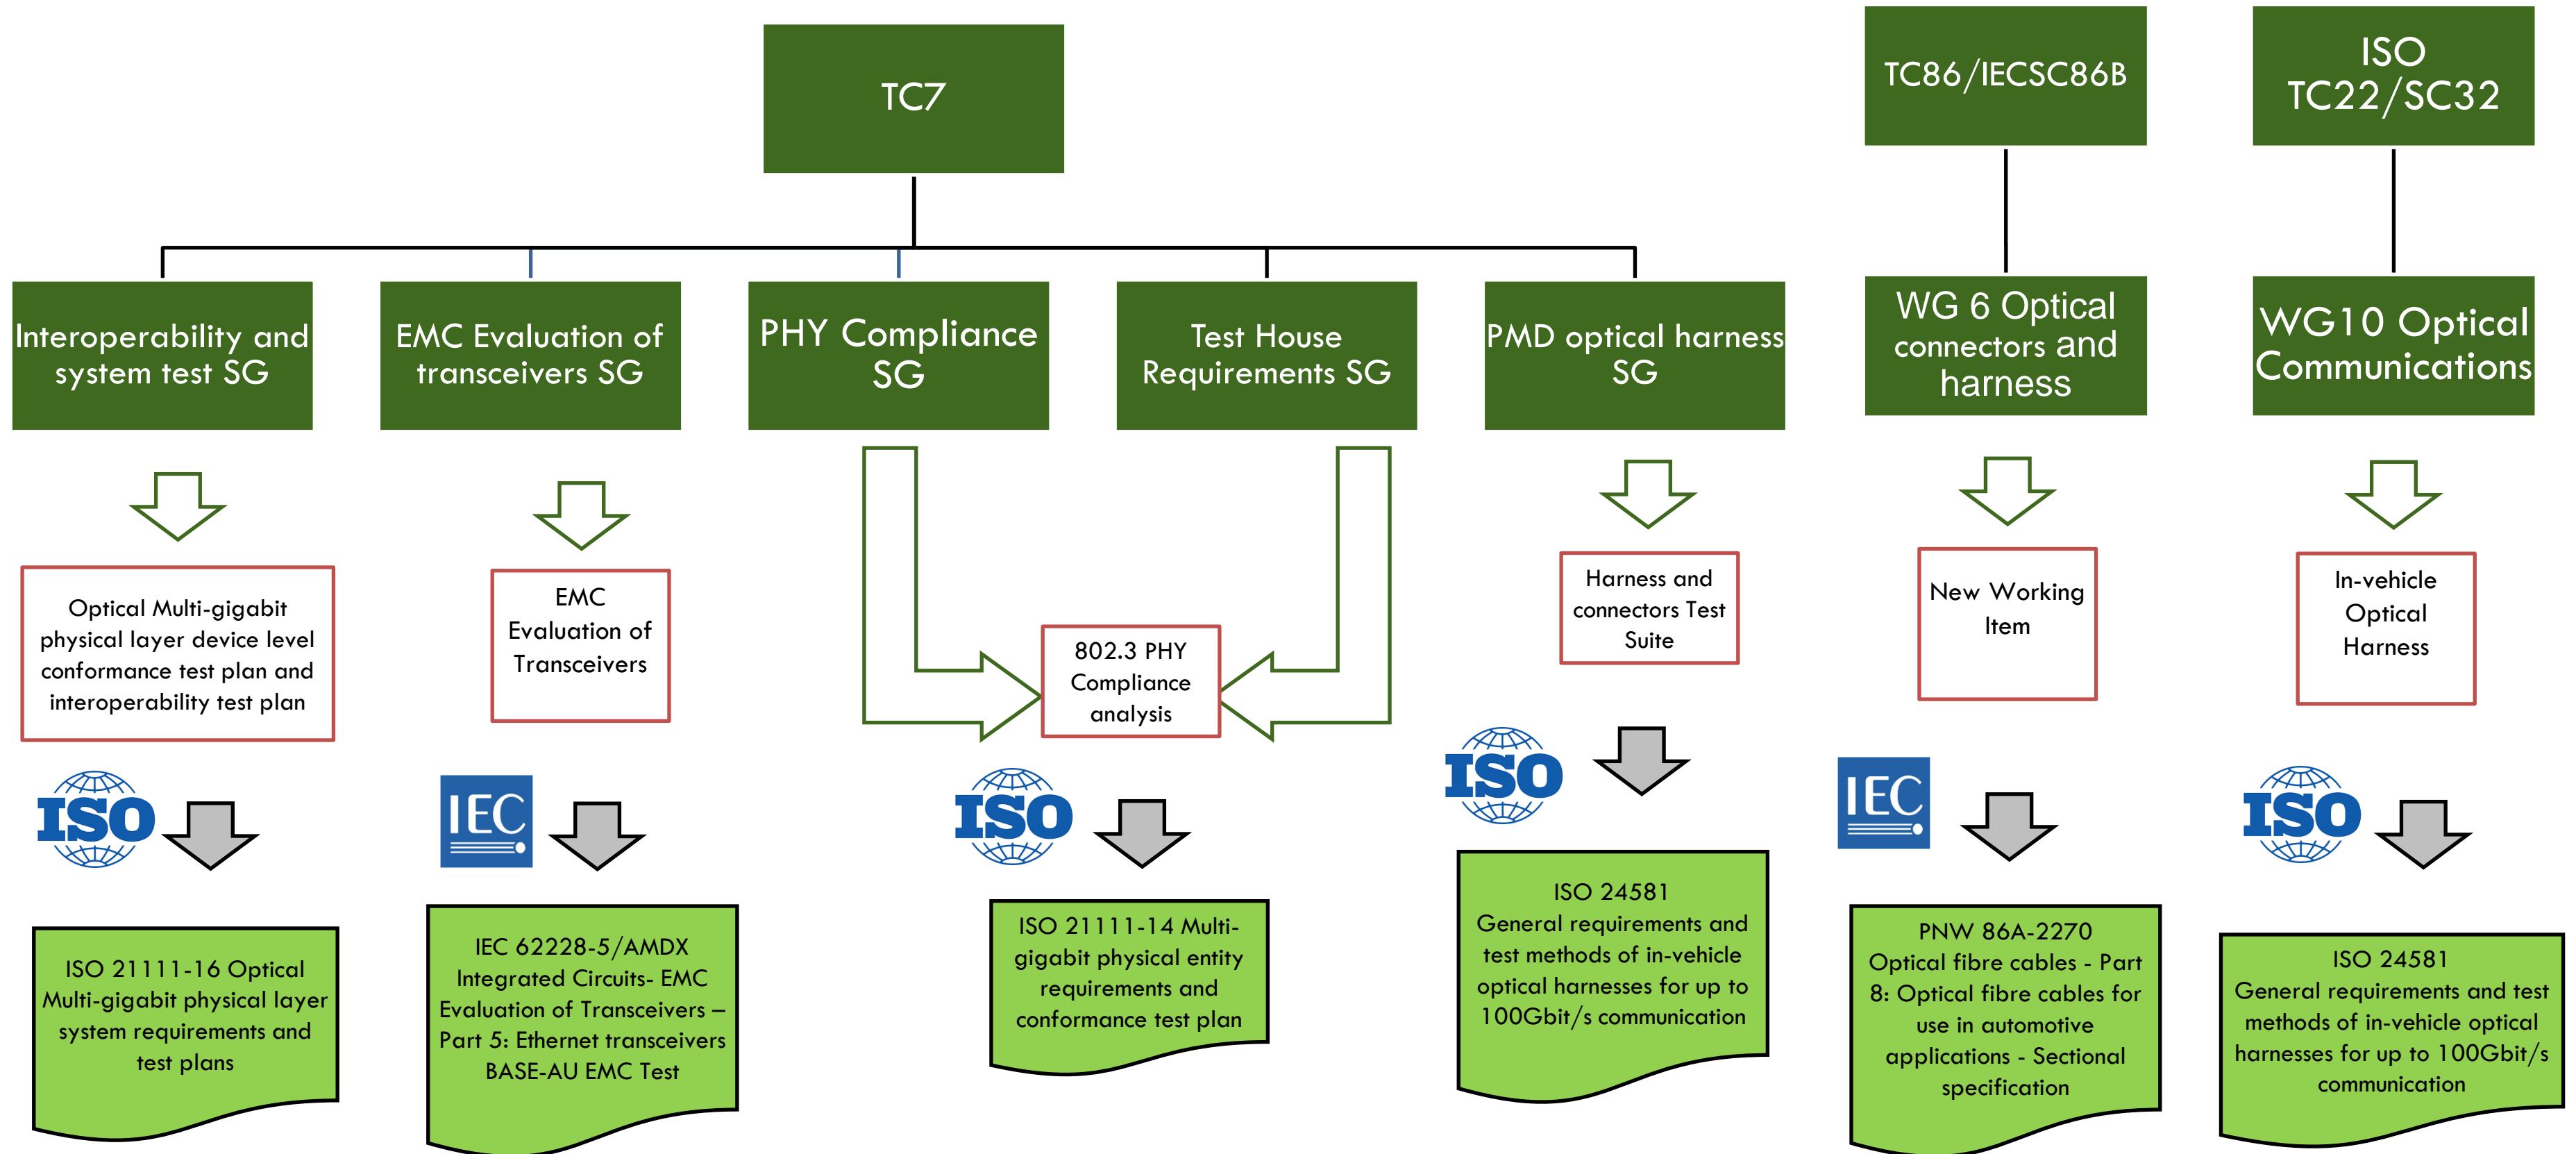 TC7
TC86/IECSC86B
ISO
TC22/SC32
Interoperability and
system test SG
EMC Evaluation of
transceivers SG
PHY Compliance
SG
Test House
Requirements SG
PMD optical harness
SG
WG 6 Optical
connectors and
harness
WG10 Optical
Communications
Optical Multi-gigabit
physical layer device level
conformance test plan and
interoperability test plan
EMC
Evaluation of
Transceivers
802.3 PHY
Compliance
analysis
Harness and
connectors Test
Suite
New Working
Item
In-vehicle
Optical
Harness
ISO
IEC
ISO
ISO
IEC
ISO
ISO 21111-16 Optical
Multi-gigabit physical layer
system requirements and
test plans
IEC 62228-5/AMDX
Integrated Circuits- EMC
Evaluation of Transceivers –
Part 5: Ethernet transceivers
BASE-AU EMC Test
ISO 21111-14 Multi-
gigabit physical entity
requirements and
conformance test plan
ISO 24581
General requirements and
test methods of in-vehicle
optical harnesses for up to
100Gbit/s communication
PNW 86A-2270
Optical fibre cables - Part
8: Optical fibre cables for
use in automotive
applications - Sectional
specification
ISO 24581
General requirements and test
methods of in-vehicle optical
harnesses for up to 100Gbit/s
communication